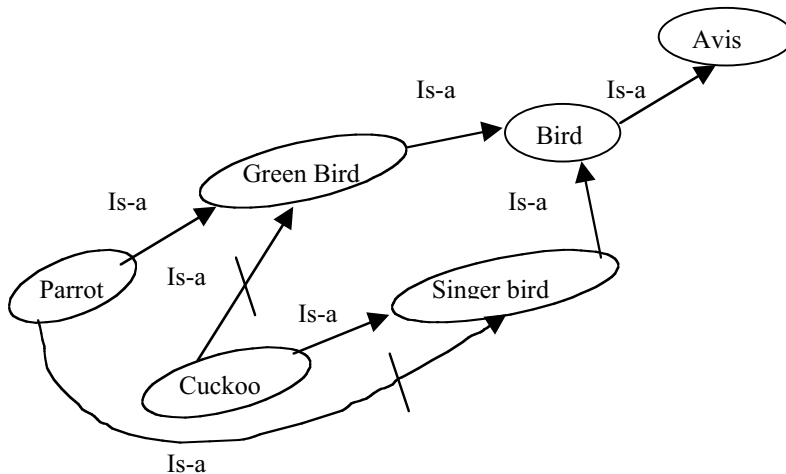 Avis
Is-a
Is-a
Bird
Green Bird
Is-a
Is-a
Is-a
Parrot
Singer bird
Is-a
Cuckoo
Is-a